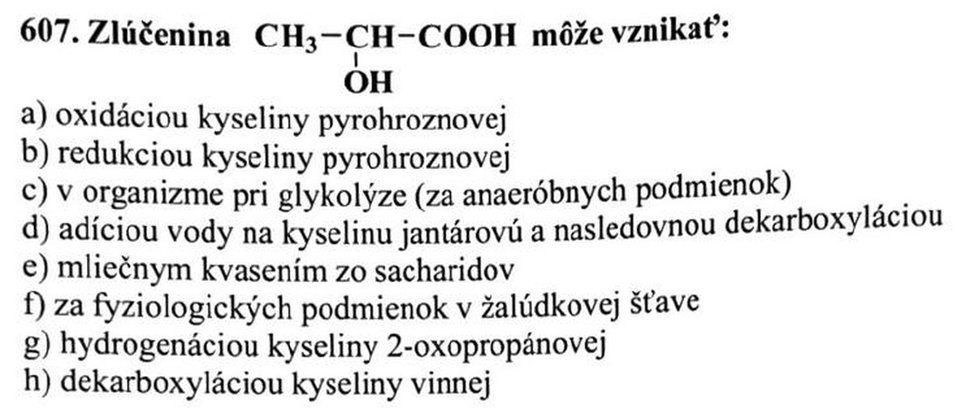 607. Zlúčenina CH₃−CH−COOH môže vznikať:
OH
a) oxidáciou kyseliny pyrohroznovej
b) redukciou kyseliny pyrohroznovej
c) v organizme pri glykolýze (za anaeróbnych podmienok)
d) adíciou vody na kyselinu jantárovú a nasledovnou dekarboxyláciou
e) mliečnym kvasením zo sacharidov
f) za fyziologických podmienok v žalúdkovej šťave
g) hydrogenáciou kyseliny 2-oxopropánovej
h) dekarboxyláciou kyseliny vinnej